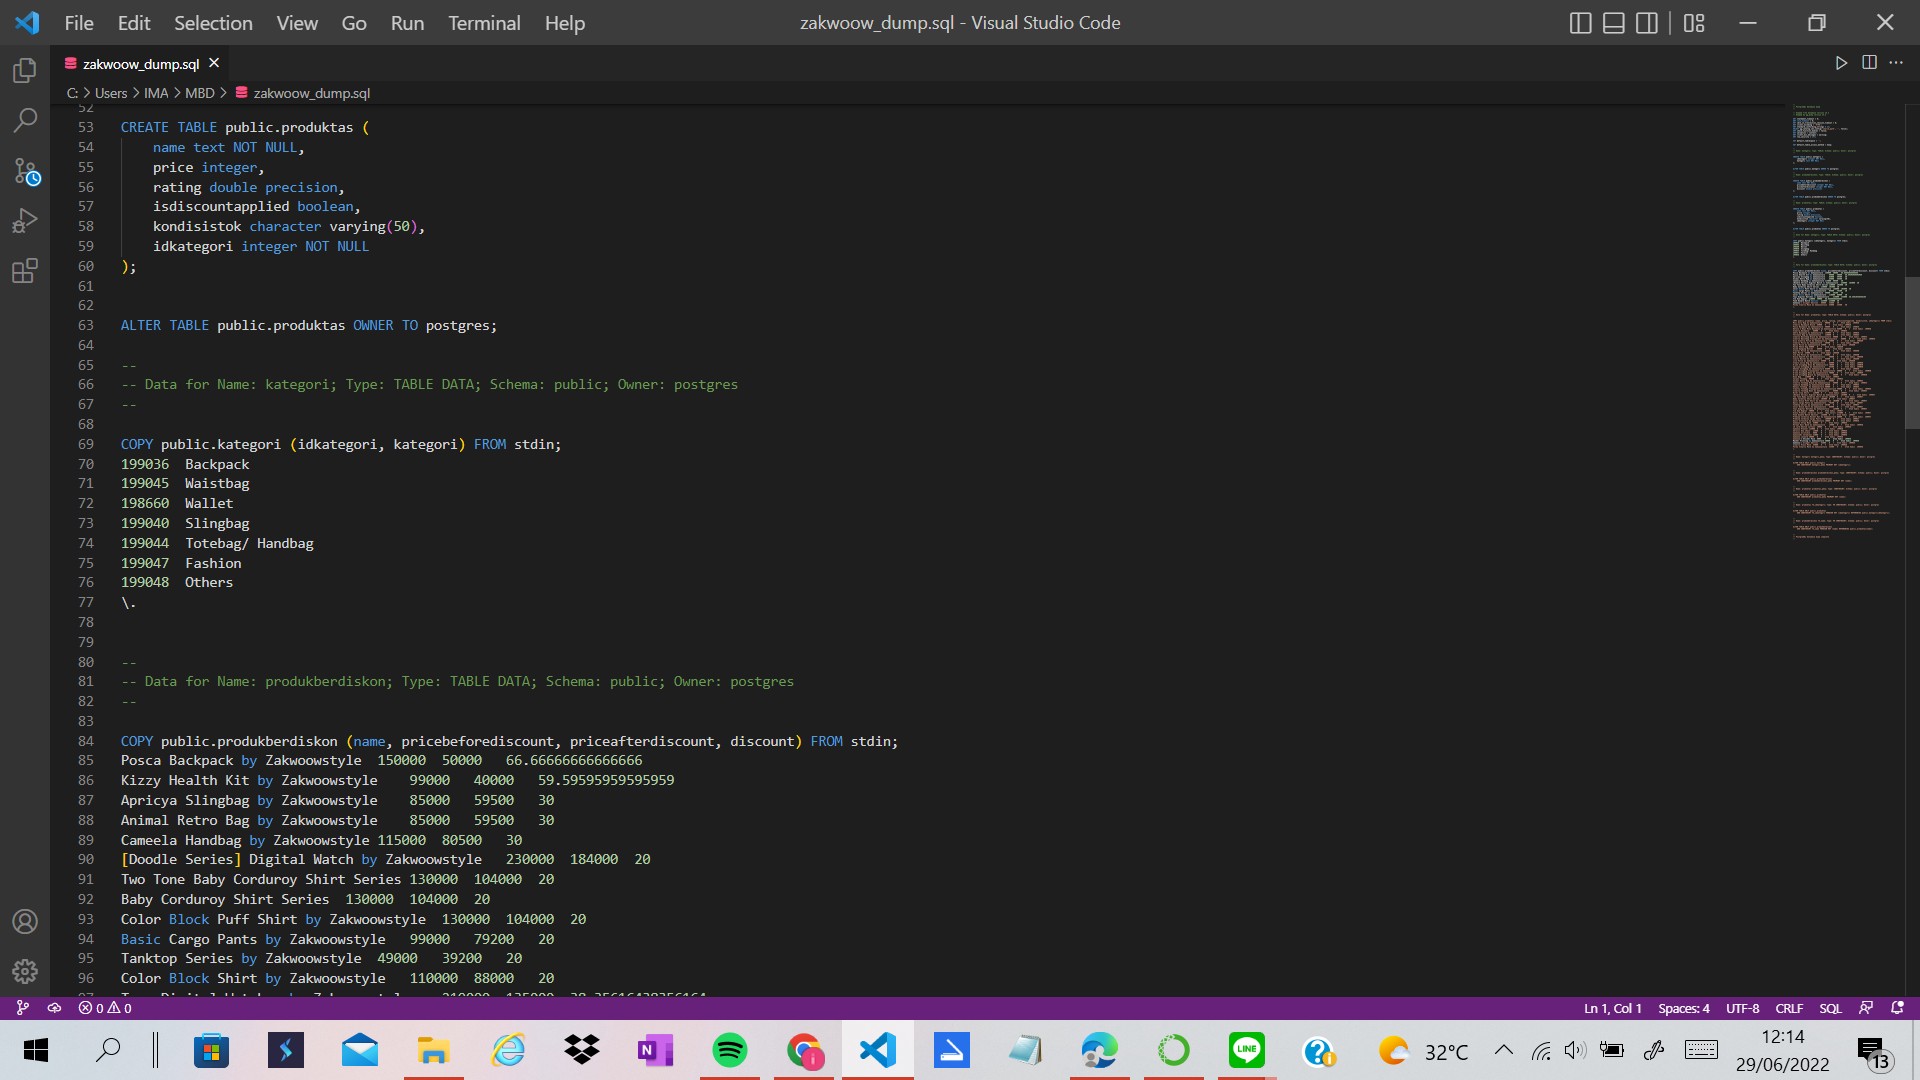 File Edit Selection View Go Run Terminal Help
zakwoow_dump.sql - Visual Studio Code
zakwoow_dump.sql
C: > Users > IMA > MBD > zakwoow_dump.sql
52
53 CREATE TABLE public.produktas (
54 name text NOT NULL,
55 price integer,
56 rating double precision,
57 isdiscountapplied boolean,
58 kondisistok character varying(50),
59 idkategori integer NOT NULL
60 );
61
62
63 ALTER TABLE public.produktas OWNER TO postgres;
64
65 --
66 -- Data for Name: kategori; Type: TABLE DATA; Schema: public; Owner: postgres
67 --
68
69 COPY public.kategori (idkategori, kategori) FROM stdin;
70 199036 Backpack
71 199045 Waistbag
72 198660 Wallet
73 199040 Slingbag
74 199044 Totebag/ Handbag
75 199047 Fashion
76 199048 Others
77 \.
78
79
80 --
81 -- Data for Name: produkberdiskon; Type: TABLE DATA; Schema: public; Owner: postgres
82 --
83
84 COPY public.produkberdiskon (name, pricebeforediscount, priceafterdiscount, discount) FROM stdin;
85 Posca Backpack by Zakwoowstyle 150000 50000 66.66666666666666
86 Kizzy Health Kit by Zakwoowstyle 99000 40000 59.59595959595959
87 Apricya Slingbag by Zakwoowstyle 85000 59500 30
88 Animal Retro Bag by Zakwoowstyle 85000 59500 30
89 Cameela Handbag by Zakwoowstyle 115000 80500 30
90 [Doodle Series] Digital Watch by Zakwoowstyle 230000 184000 20
91 Two Tone Baby Corduroy Shirt Series 130000 104000 20
92 Baby Corduroy Shirt Series 130000 104000 20
93 Color Block Puff Shirt by Zakwoowstyle 130000 104000 20
94 Basic Cargo Pants by Zakwoowstyle 99000 79200 20
95 Tanktop Series by Zakwoowstyle 49000 39200 20
96 Color Block Shirt by Zakwoowstyle 110000 88000 20
0 0
Ln 1, Col 1 Spaces: 4 UTF-8 CRLF SQL
N LINE 32°C
12:14
29/06/2022
13